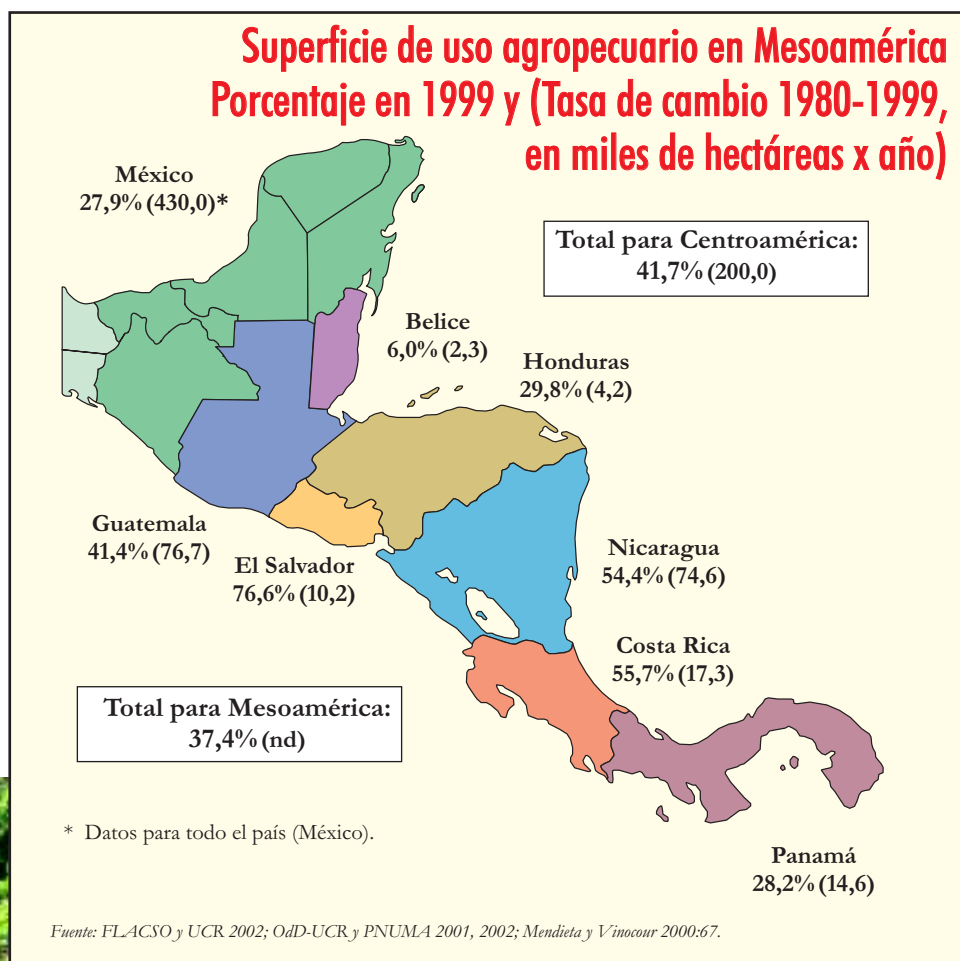 Superficie de uso agropecuario en Mesoamérica
Porcentaje en 1999 y (Tasa de cambio 1980-1999,
en miles de hectáreas x año)
México
27,9% (430,0)*
Total para Centroamérica:
41,7% (200,0)
Belice
6,0% (2,3)
Honduras
29,8% (4,2)
Guatemala
41,4% (76,7)
El Salvador
76,6% (10,2)
Nicaragua
54,4% (74,6)
Costa Rica
55,7% (17,3)
Total para Mesoamérica:
37,4% (nd)
* Datos para todo el país (México).
Panamá
28,2% (14,6)
Fuente: FLACSO y UCR 2002; OdD-UCR y PNUMA 2001, 2002; Mendieta y Vinocour 2000:67.